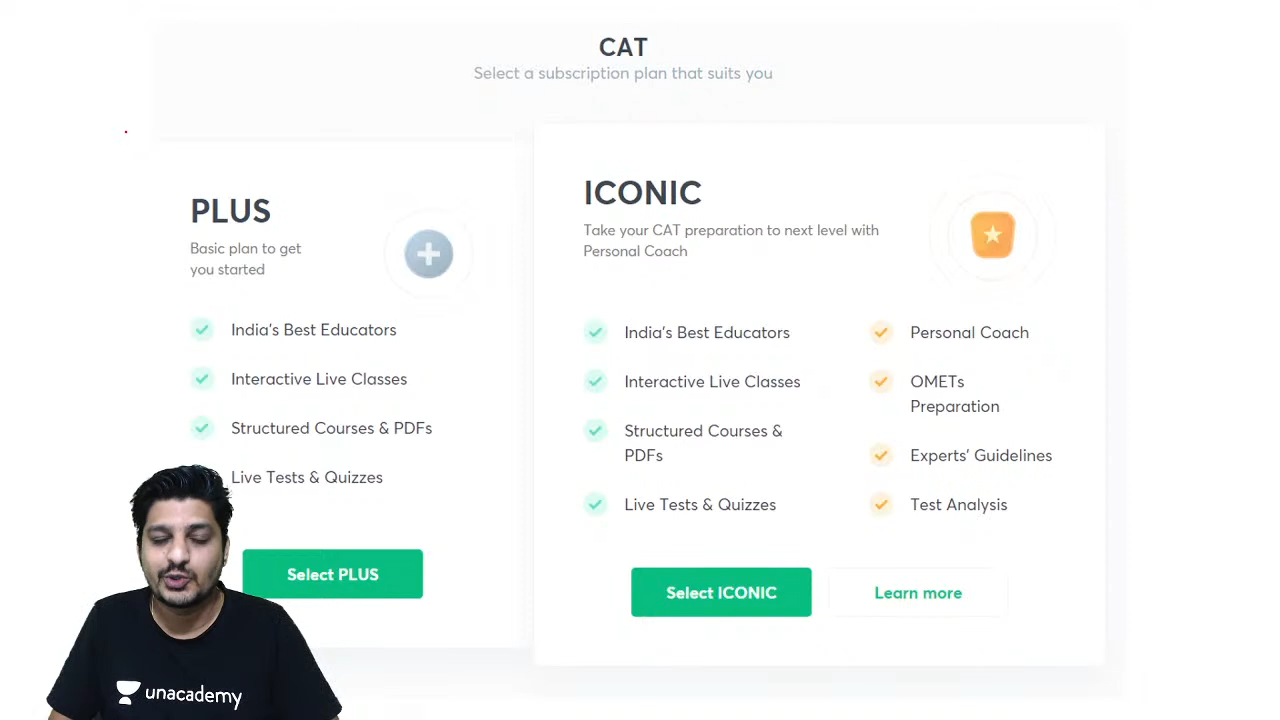 CAT
Select a subscription plan that suits you
PLUS
Basic plan to get
you started
India's Best Educators
Interactive Live Classes
Structured Courses & PDFs
Live Tests & Quizzes
Select PLUS
ICONIC
Take your CAT preparation to next level with
Personal Coach
India's Best Educators
Interactive Live Classes
Structured Courses &
PDFs
Live Tests & Quizzes
Personal Coach
OMETs
Preparation
Experts' Guidelines
Test Analysis
Select ICONIC
Learn more
unacademy